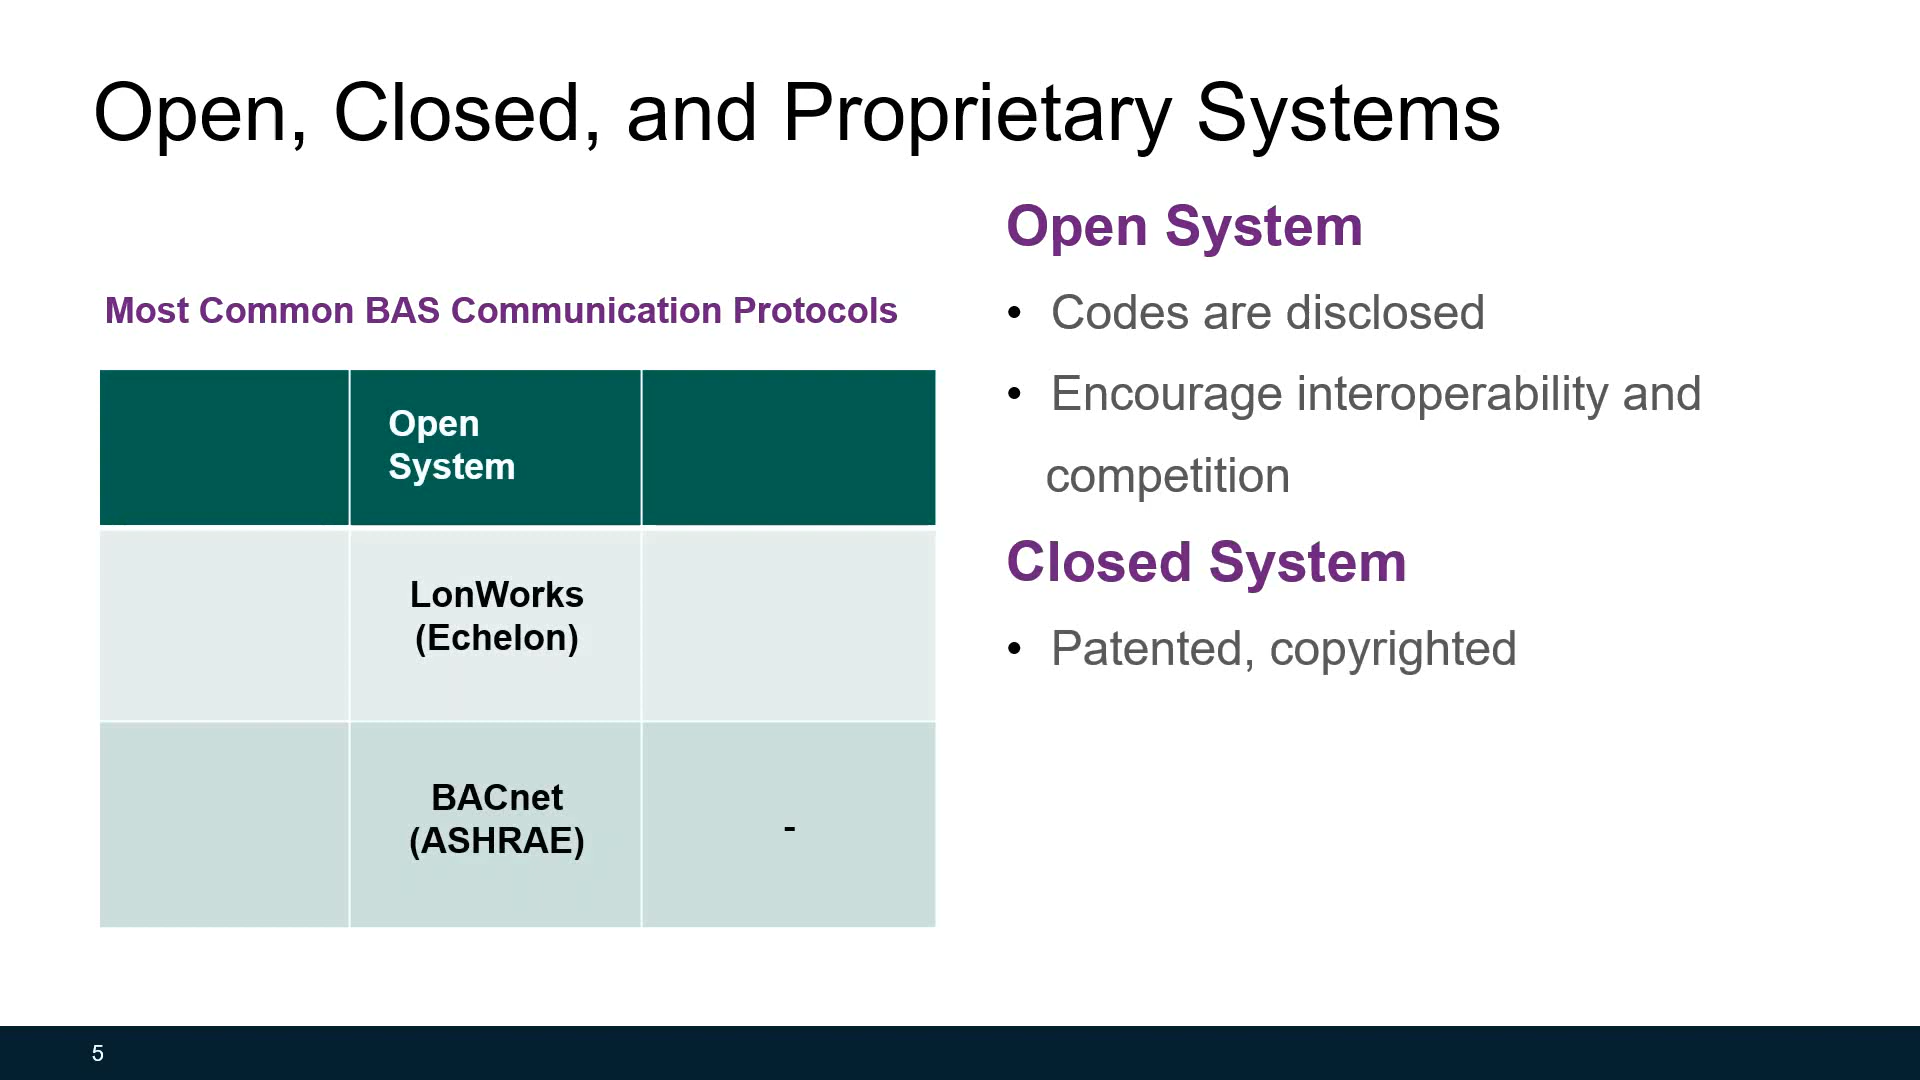 Open, Closed, and Proprietary Systems
Most Common BAS Communication Protocols
Open
System
LonWorks
(Echelon)
BACnet
(ASHRAE)
-
Open System
• Codes are disclosed
• Encourage interoperability and
competition
Closed System
• Patented, copyrighted
5